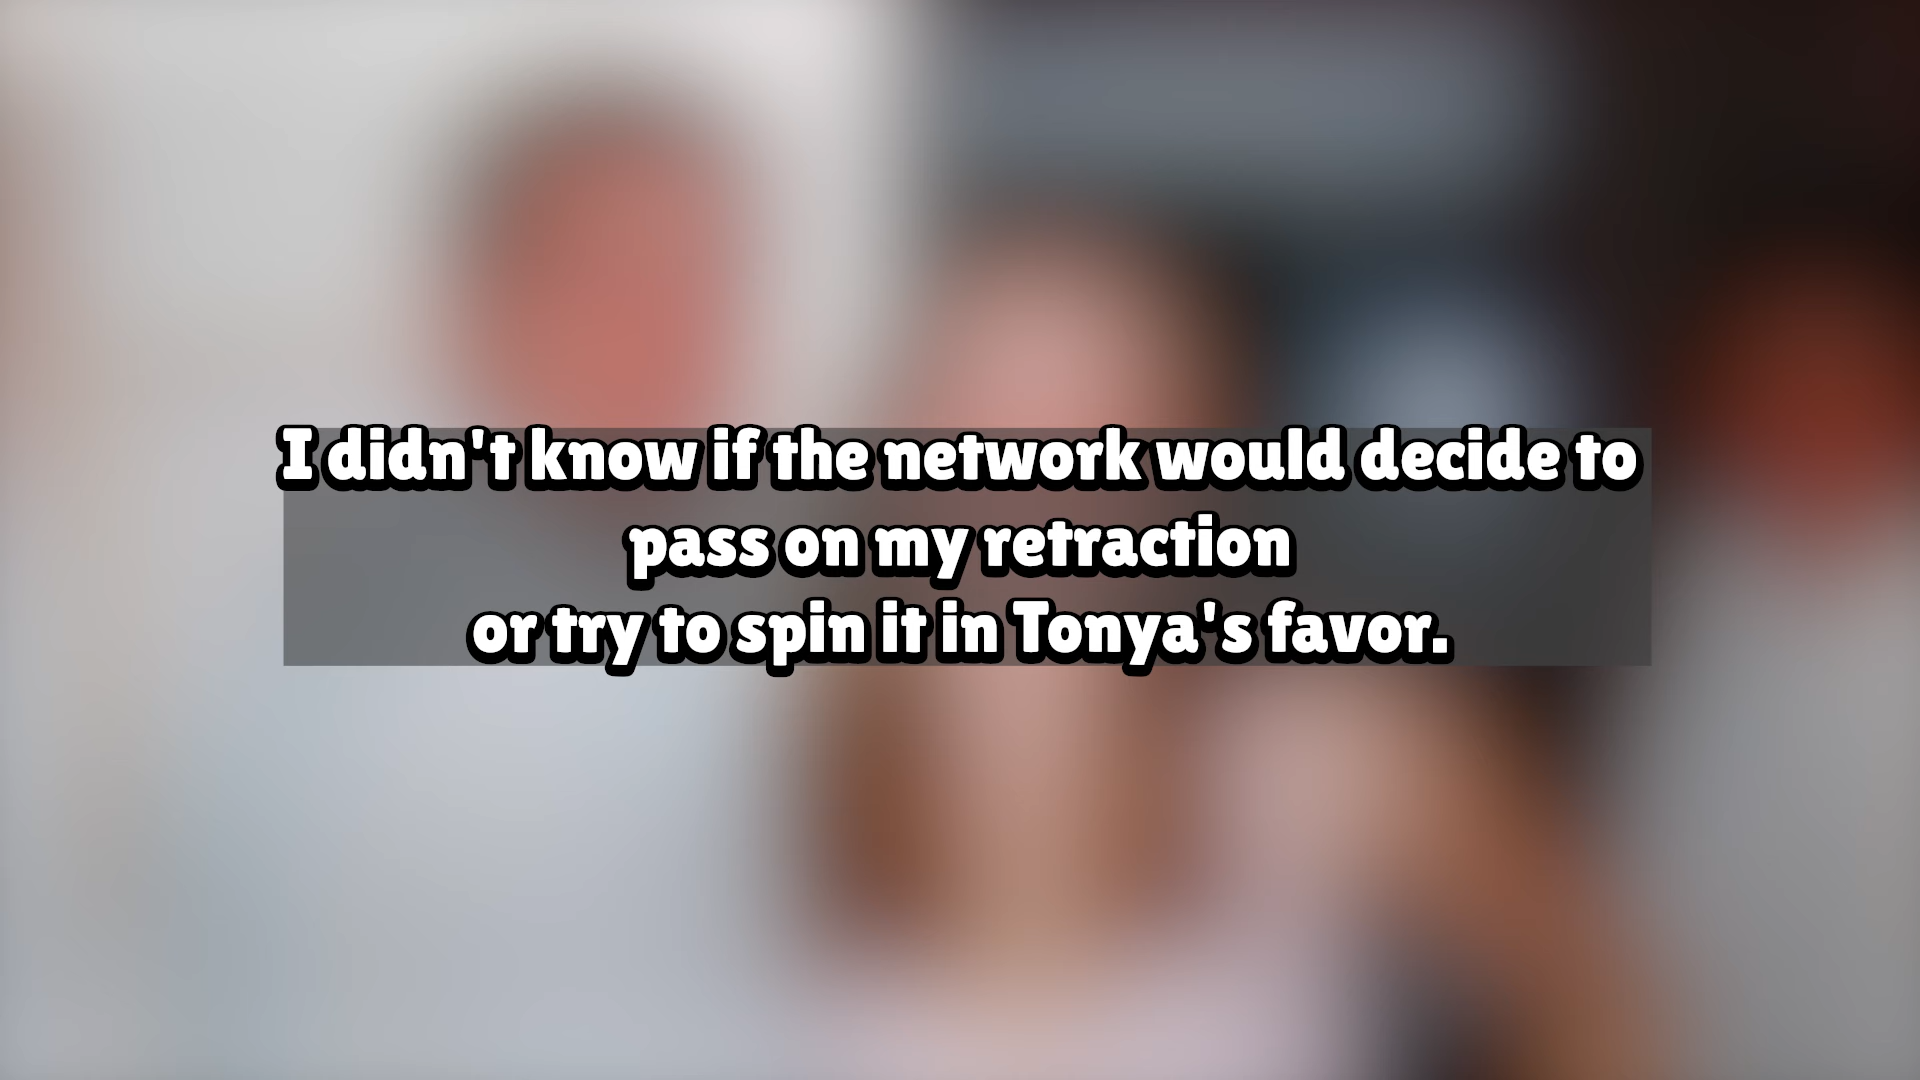 I didn't know if the network would decide to
pass on my retraction
or try to spin it in Tonya's favor.